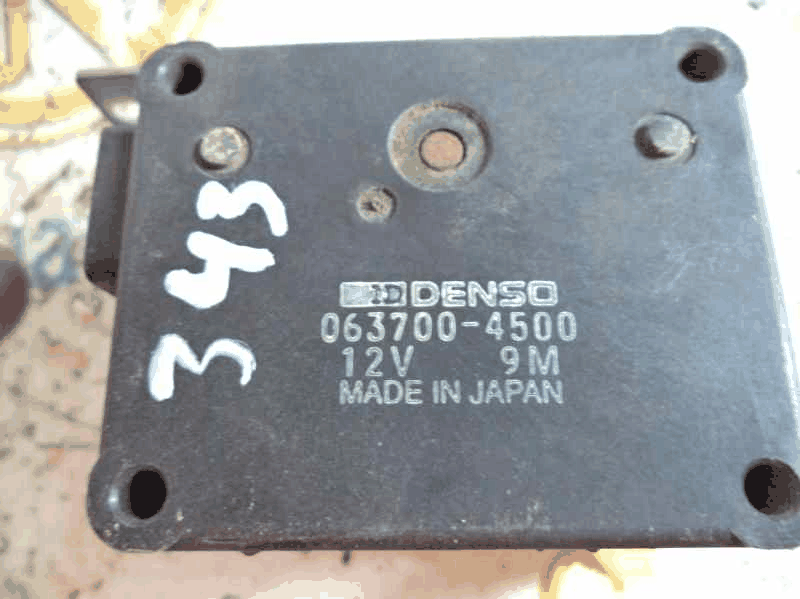 343
DENSO
063700-4500
12V 9M
MADE IN JAPAN